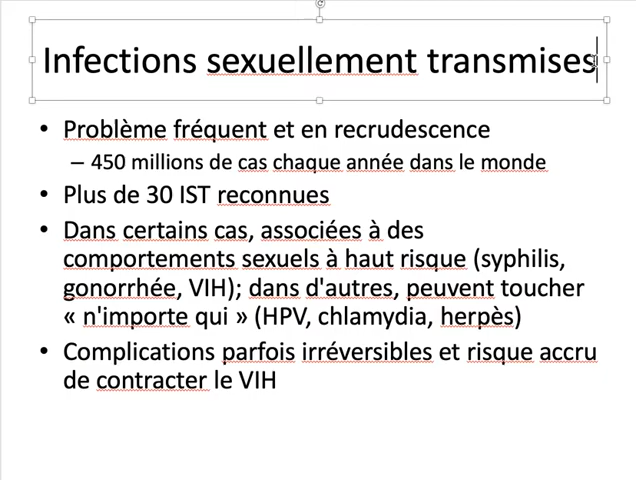 Infections sexuellement transmises
• Problème fréquent et en recrudescence
– 450 millions de cas chaque année dans le monde
• Plus de 30 IST reconnues
• Dans certains cas, associées à des
comportements sexuels à haut risque (syphilis,
gonorrhée, VIH); dans d'autres, peuvent toucher
« n'importe qui » (HPV, chlamydia, herpès)
• Complications parfois irréversibles et risque accru
de contracter le VIH